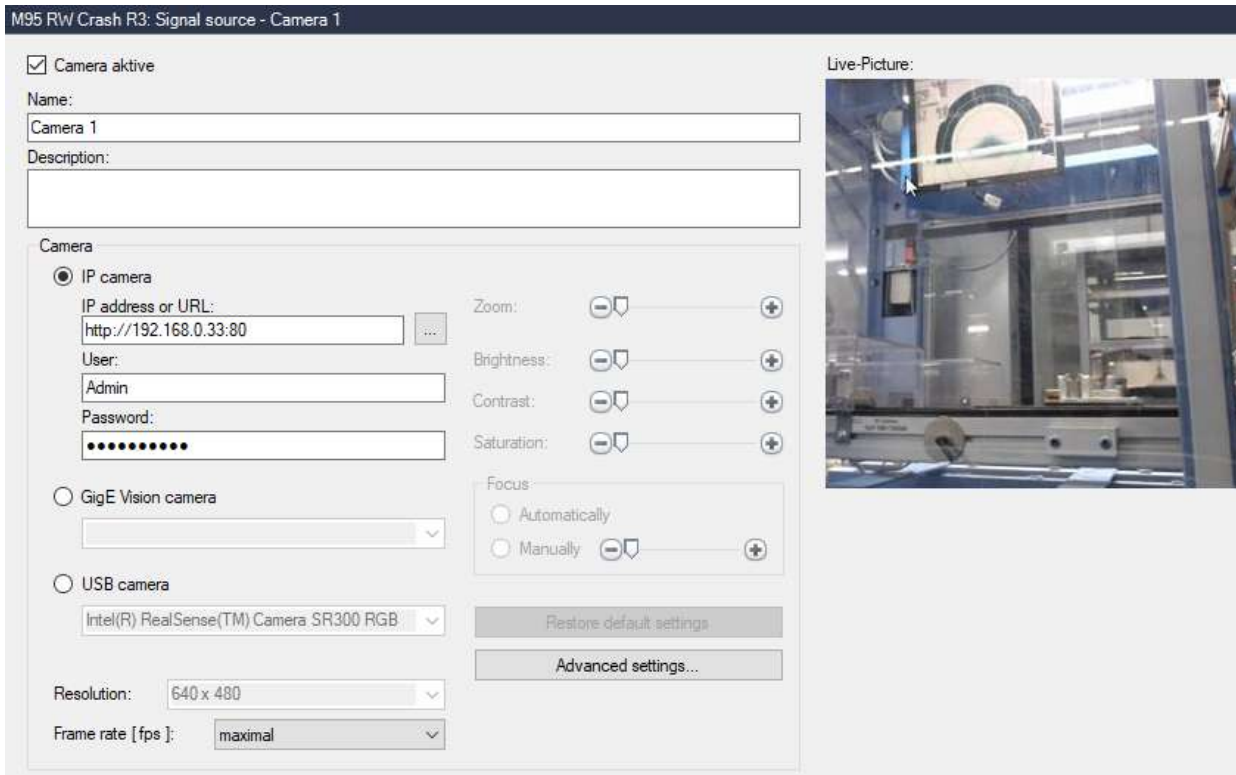 M95 RW Crash R3: Signal source - Camera 1
Camera aktive
Live-Picture:
Name:
Camera 1
Description:
Camera
IP camera
IP address or URL:
http://192.168.0.33:80
...
User:
Admin
Password:
●●●●●●●●●●
Zoom:
Brightness:
Contrast:
Saturation:
GigE Vision camera
Focus
Automatically
Manually
USB camera
Intel(R) RealSense(TM) Camera SR300 RGB
Restore default settings
Advanced settings...
Resolution:
640 x 480
Frame rate [ fps ]:
maximal